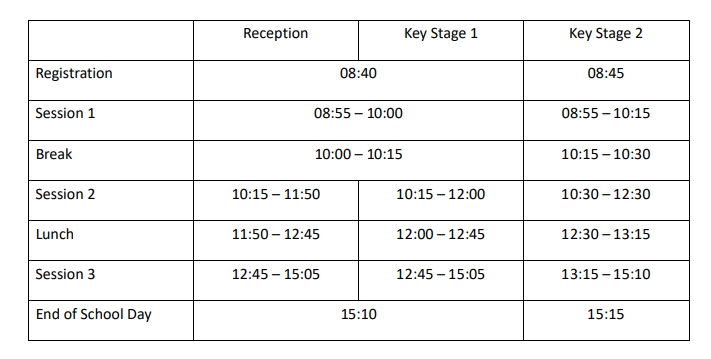 Reception Key Stage 1 Key Stage 2
Registration 08:40 08:45
Session 1 08:55 – 10:00 08:55 – 10:15
Break 10:00 – 10:15 10:15 – 10:30
Session 2 10:15 – 11:50 10:15 – 12:00 10:30 – 12:30
Lunch 11:50 – 12:45 12:00 – 12:45 12:30 – 13:15
Session 3 12:45 – 15:05 12:45 – 15:05 13:15 – 15:10
End of School Day 15:10 15:15